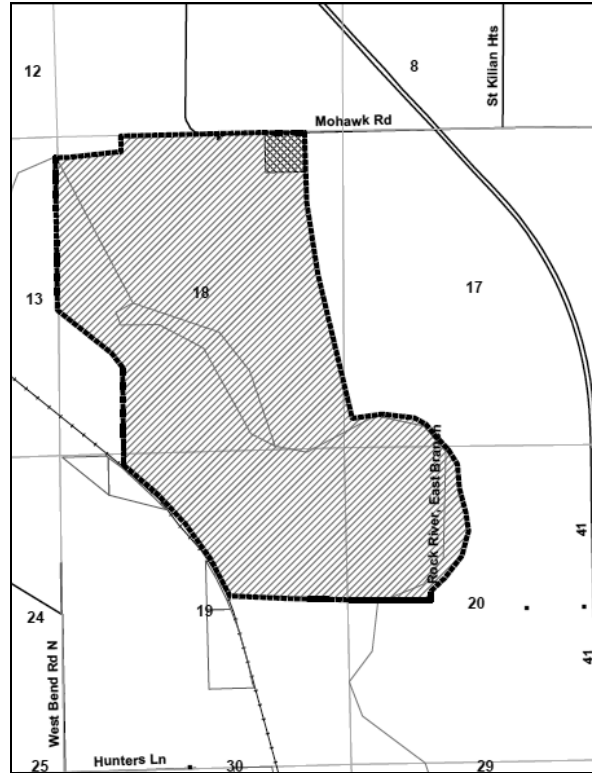 12
8
St Kilian Hts
Mohawk Rd
13
18
17
Rock River, East Branch
41
24
19
20
41
West Bend Rd N
25
Hunters Ln
30
29